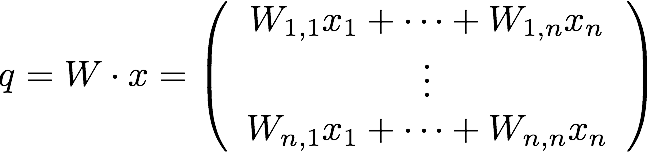 W_{1,1}x_1 + ··· + W_{1,n}x_n
q = W · x = ( ⋮ )
W_{n,1}x_1 + ··· + W_{n,n}x_n